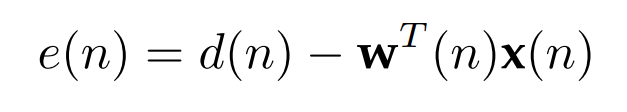 e(n) = d(n) − w^T(n)x(n)